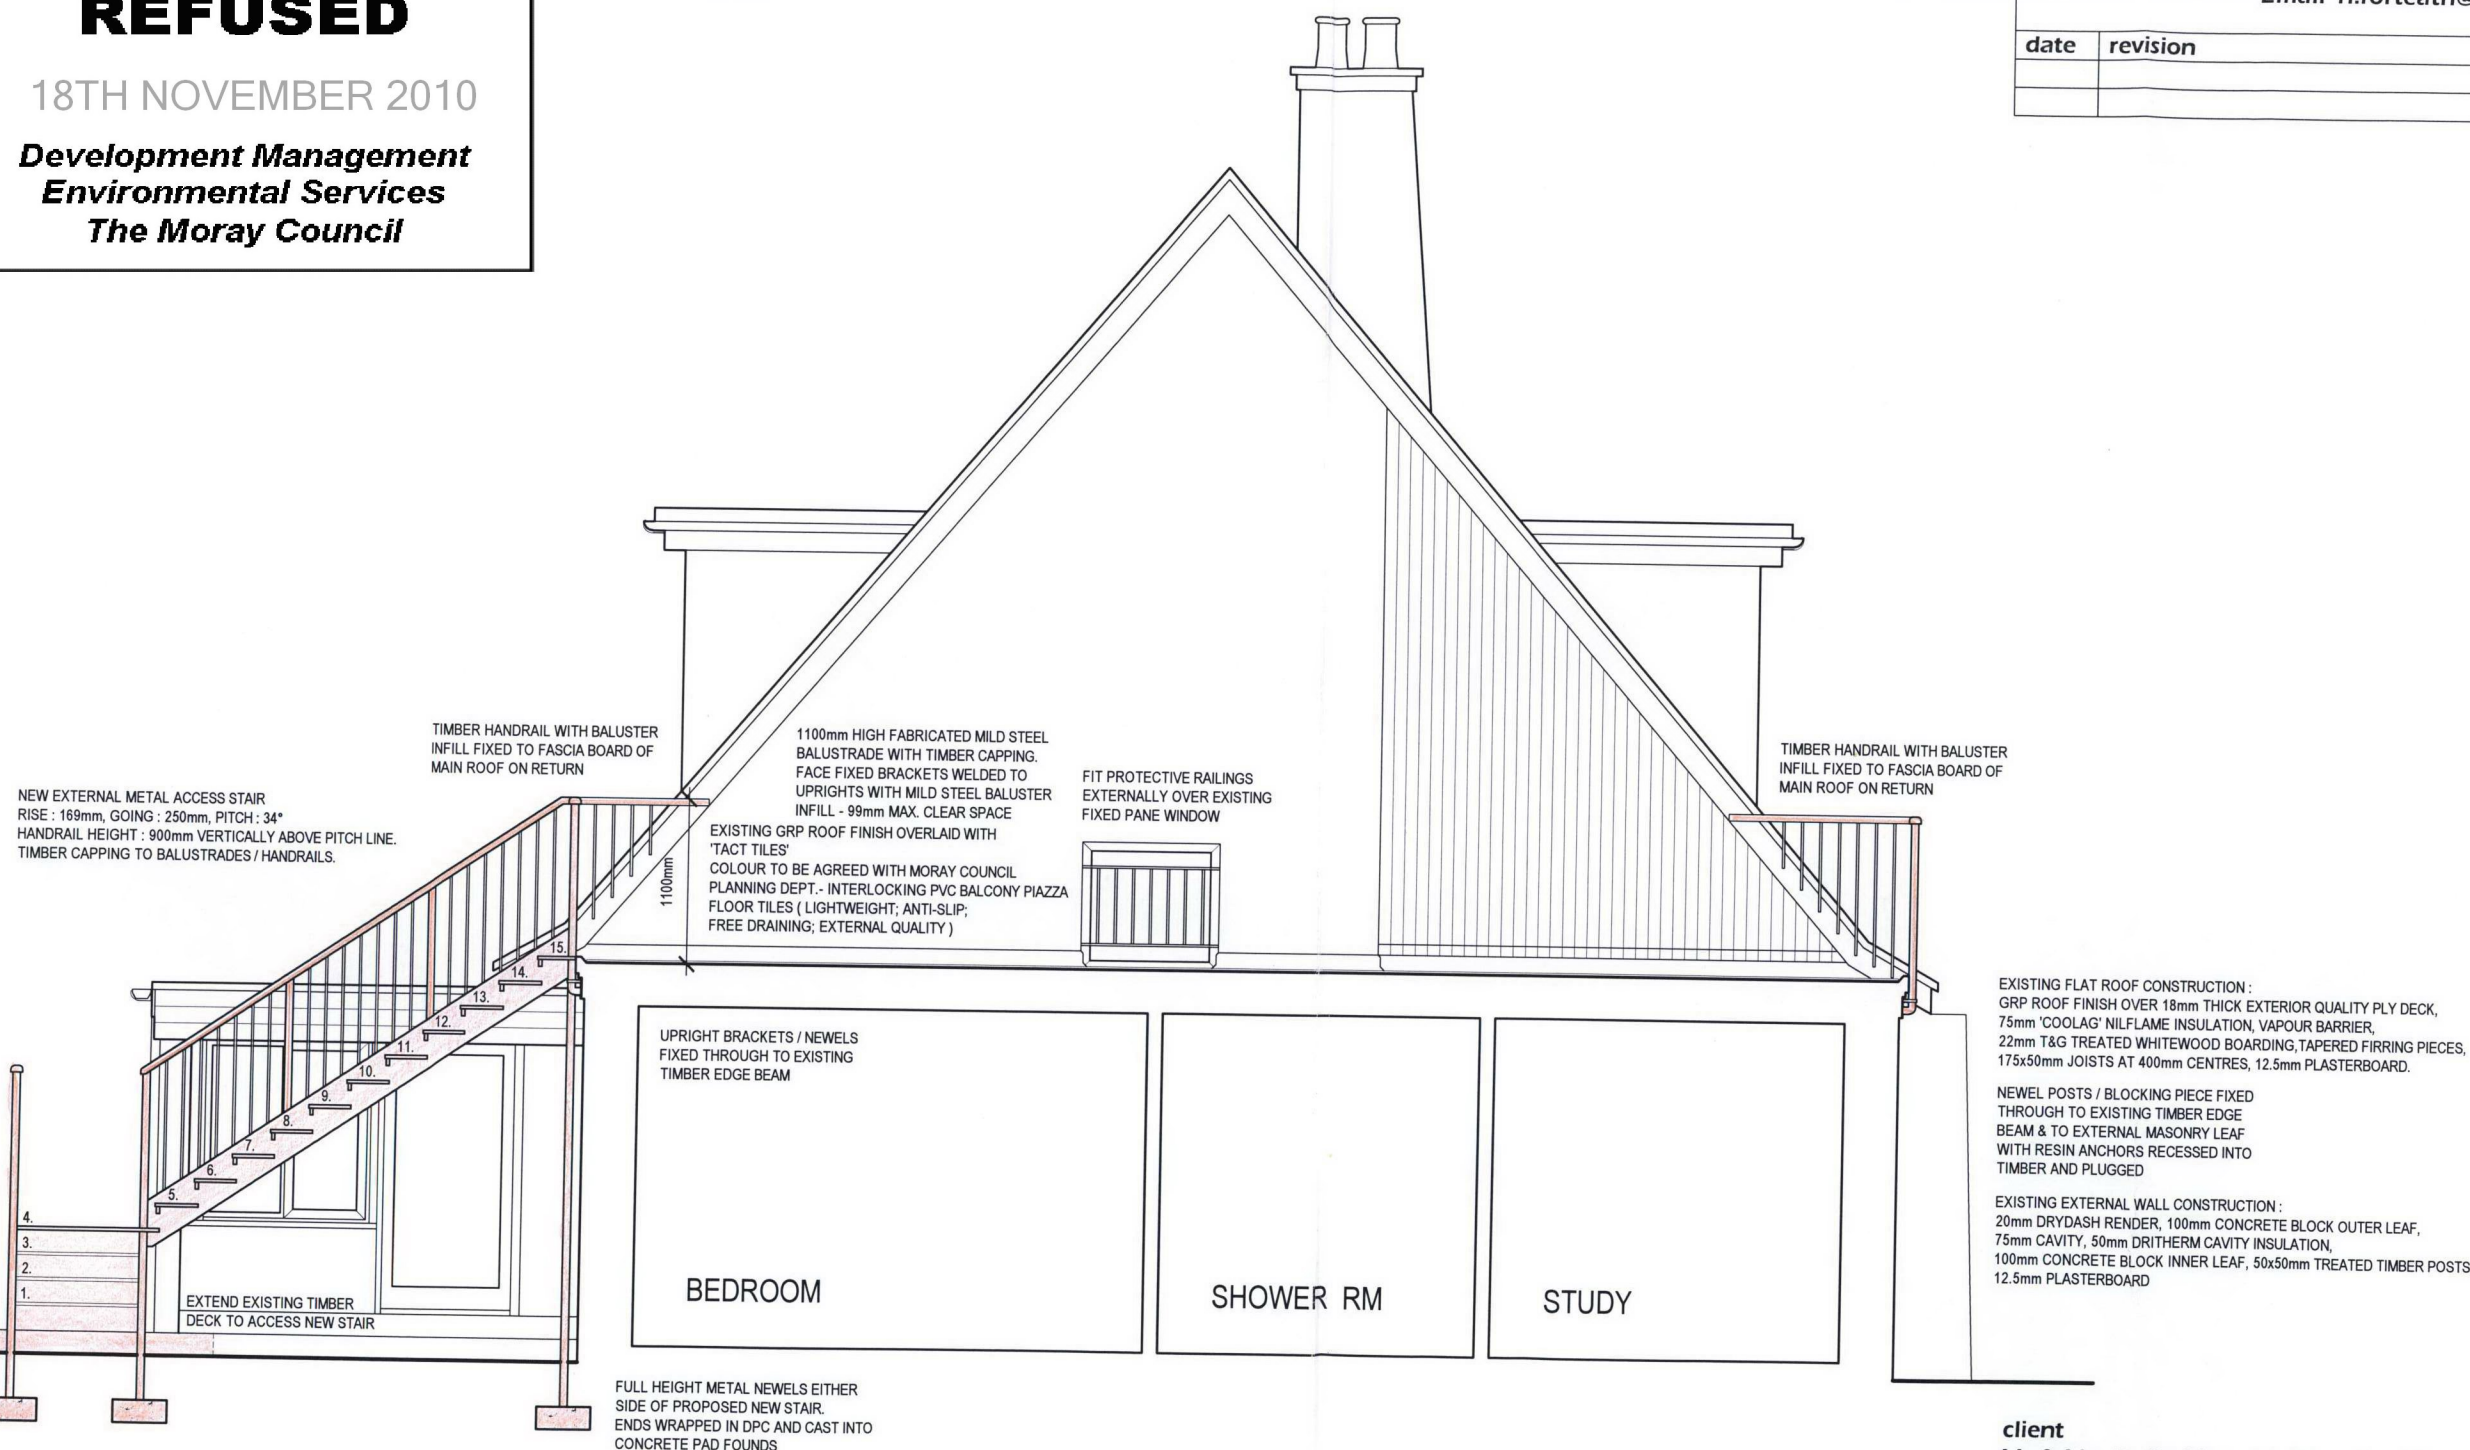 REFUSED
18TH NOVEMBER 2010
Development Management
Environmental Services
The Moray Council
date revision
TIMBER HANDRAIL WITH BALUSTER
INFILL FIXED TO FASCIA BOARD OF
MAIN ROOF ON RETURN
NEW EXTERNAL METAL ACCESS STAIR
RISE : 169mm, GOING : 250mm, PITCH : 34°
HANDRAIL HEIGHT : 900mm VERTICALLY ABOVE PITCH LINE.
TIMBER CAPPING TO BALUSTRADES / HANDRAILS.
1100mm HIGH FABRICATED MILD STEEL
BALUSTRADE WITH TIMBER CAPPING.
FACE FIXED BRACKETS WELDED TO
UPRIGHTS WITH MILD STEEL BALUSTER
INFILL - 99mm MAX. CLEAR SPACE
EXISTING GRP ROOF FINISH OVERLAID WITH
'TACT TILES'
COLOUR TO BE AGREED WITH MORAY COUNCIL
PLANNING DEPT.- INTERLOCKING PVC BALCONY PIAZZA
FLOOR TILES ( LIGHTWEIGHT; ANTI-SLIP;
FREE DRAINING; EXTERNAL QUALITY )
1100mm
FIT PROTECTIVE RAILINGS
EXTERNALLY OVER EXISTING
FIXED PANE WINDOW
TIMBER HANDRAIL WITH BALUSTER
INFILL FIXED TO FASCIA BOARD OF
MAIN ROOF ON RETURN
15.
14.
13.
12.
11.
10.
9.
8.
7.
6.
5.
4.
3.
2.
1.
EXTEND EXISTING TIMBER
DECK TO ACCESS NEW STAIR
UPRIGHT BRACKETS / NEWELS
FIXED THROUGH TO EXISTING
TIMBER EDGE BEAM
BEDROOM
SHOWER RM
STUDY
EXISTING FLAT ROOF CONSTRUCTION :
GRP ROOF FINISH OVER 18mm THICK EXTERIOR QUALITY PLY DECK,
75mm 'COOLAG' NILFLAME INSULATION, VAPOUR BARRIER,
22mm T&G TREATED WHITEWOOD BOARDING,TAPERED FIRRING PIECES,
175x50mm JOISTS AT 400mm CENTRES, 12.5mm PLASTERBOARD.
NEWEL POSTS / BLOCKING PIECE FIXED
THROUGH TO EXISTING TIMBER EDGE
BEAM & TO EXTERNAL MASONRY LEAF
WITH RESIN ANCHORS RECESSED INTO
TIMBER AND PLUGGED
EXISTING EXTERNAL WALL CONSTRUCTION :
20mm DRYDASH RENDER, 100mm CONCRETE BLOCK OUTER LEAF,
75mm CAVITY, 50mm DRITHERM CAVITY INSULATION,
100mm CONCRETE BLOCK INNER LEAF, 50x50mm TREATED TIMBER POSTS
12.5mm PLASTERBOARD
FULL HEIGHT METAL NEWELS EITHER
SIDE OF PROPOSED NEW STAIR.
ENDS WRAPPED IN DPC AND CAST INTO
CONCRETE PAD FOUNDS
client